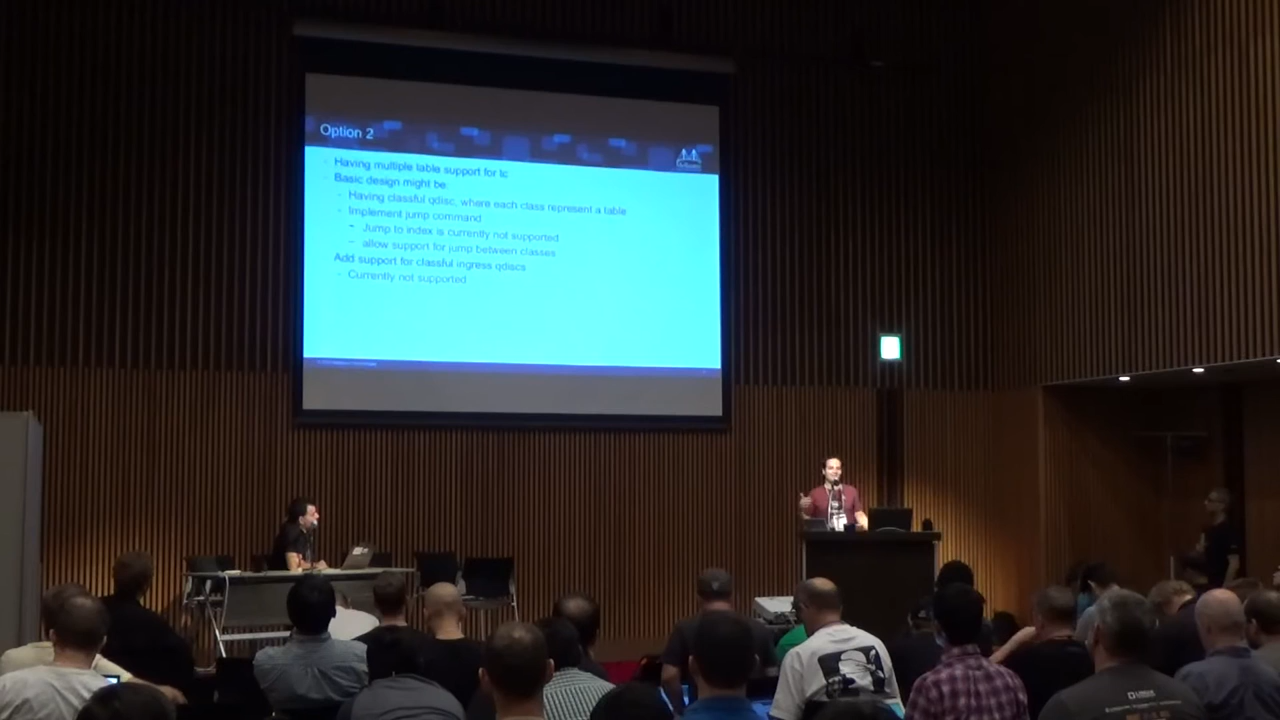 Option 2
Having multiple table support for tc
Basic design might be
Having classful qdisc, where each class represent a table
Implement jump command
Jump to index is currently not supported
allow support for jump between classes
Add support for classful ingress qdiscs
Currently not supported
LINUX